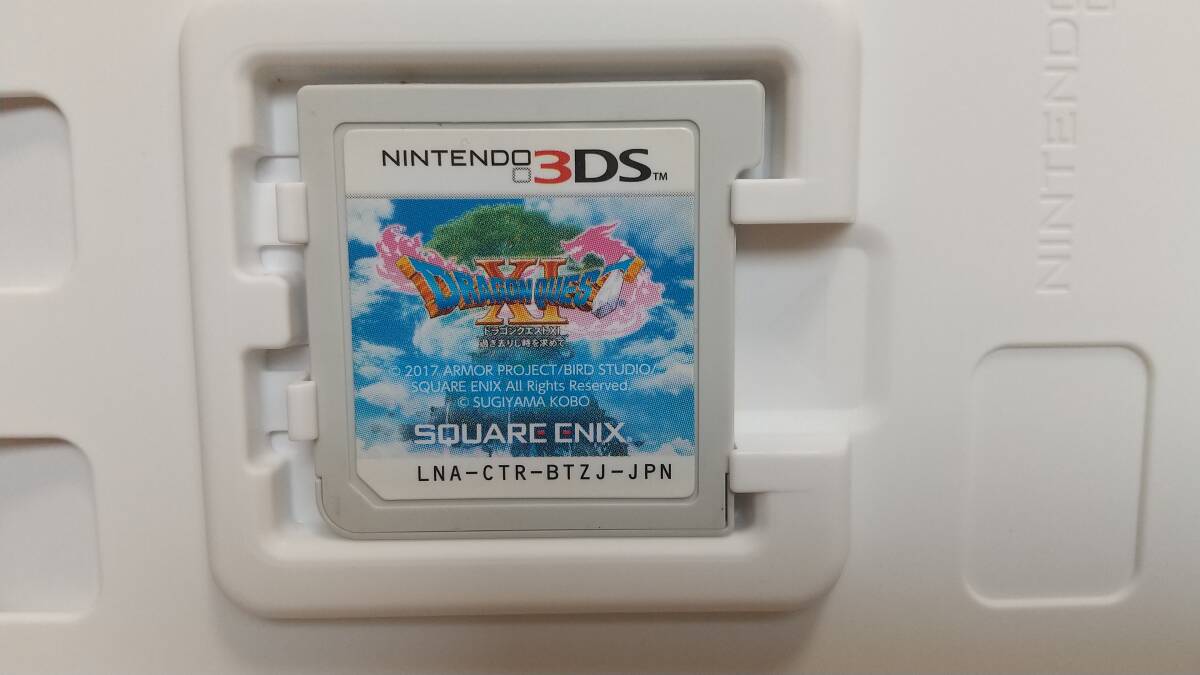 NINTENDO 3DS™
DRAGON QUEST
XI
ドラゴンクエストXI
過ぎ去りし時を求めて
© 2017 ARMOR PROJECT/BIRD STUDIO/
SQUARE ENIX All Rights Reserved.
© SUGIYAMA KOBO
SQUARE ENIX®
LNA-CTR-BTZJ-JPN
NINTENDO